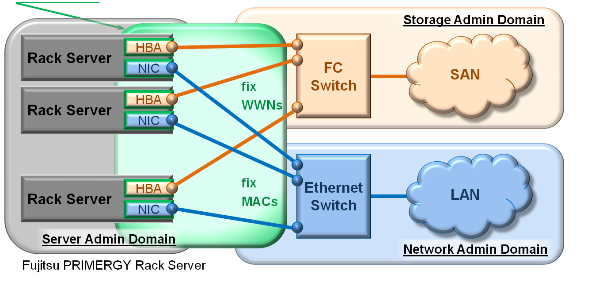 Storage Admin Domain
Rack Server
HBA
NIC
FC
Switch
SAN
Rack Server
HBA
NIC
fix
WWNs
Rack Server
HBA
NIC
fix
MACs
Ethernet
Switch
LAN
Server Admin Domain
Network Admin Domain
Fujitsu PRIMERGY Rack Server